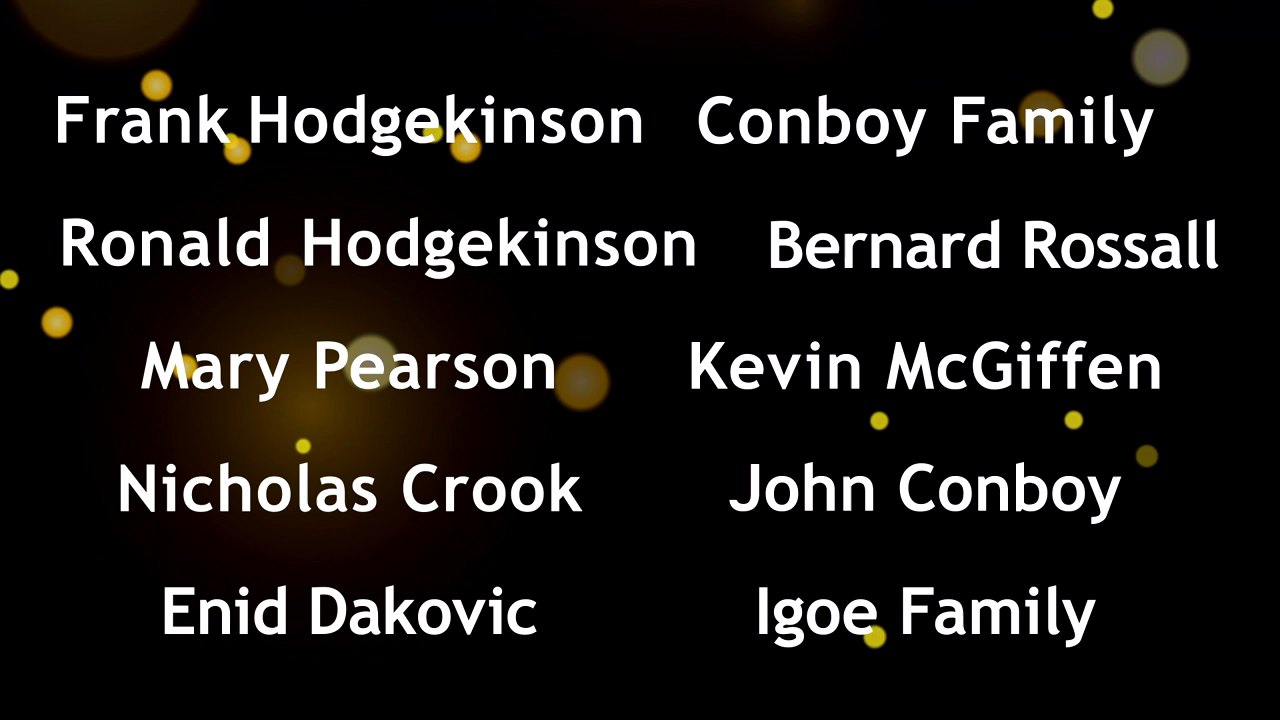 Frank Hodgekinson Conboy Family
Ronald Hodgekinson Bernard Rossall
Mary Pearson Kevin McGiffen
Nicholas Crook John Conboy
Enid Dakovic Igoe Family